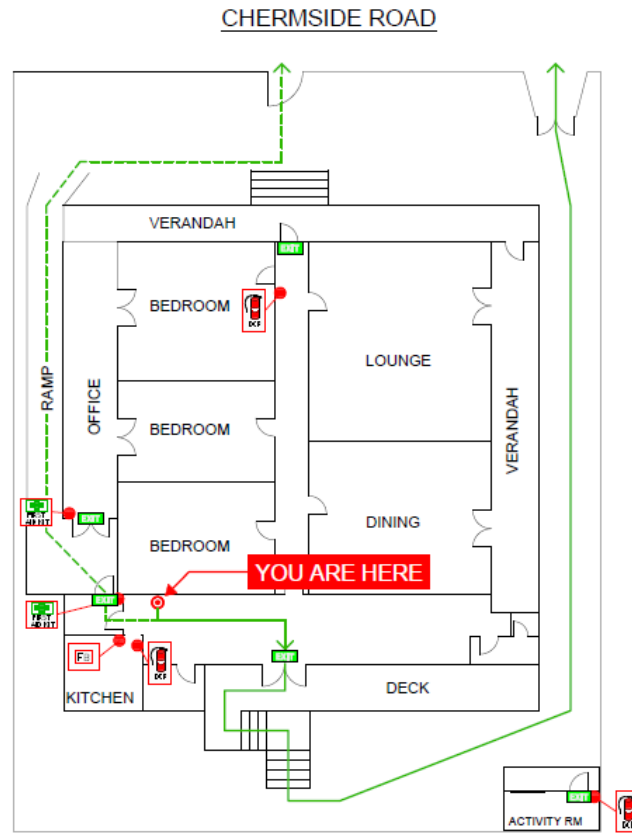 CHERMSIDE ROAD
VERANDAH
EXIT
BEDROOM
DCP
LOUNGE
RAMP
OFFICE
BEDROOM
VERANDAH
FIRST
AID KIT
EXIT
DINING
BEDROOM
YOU ARE HERE
EXIT
FIRST
AID KIT
EXIT
DCP
KITCHEN
DECK
EXIT
ACTIVITY RM
DCP